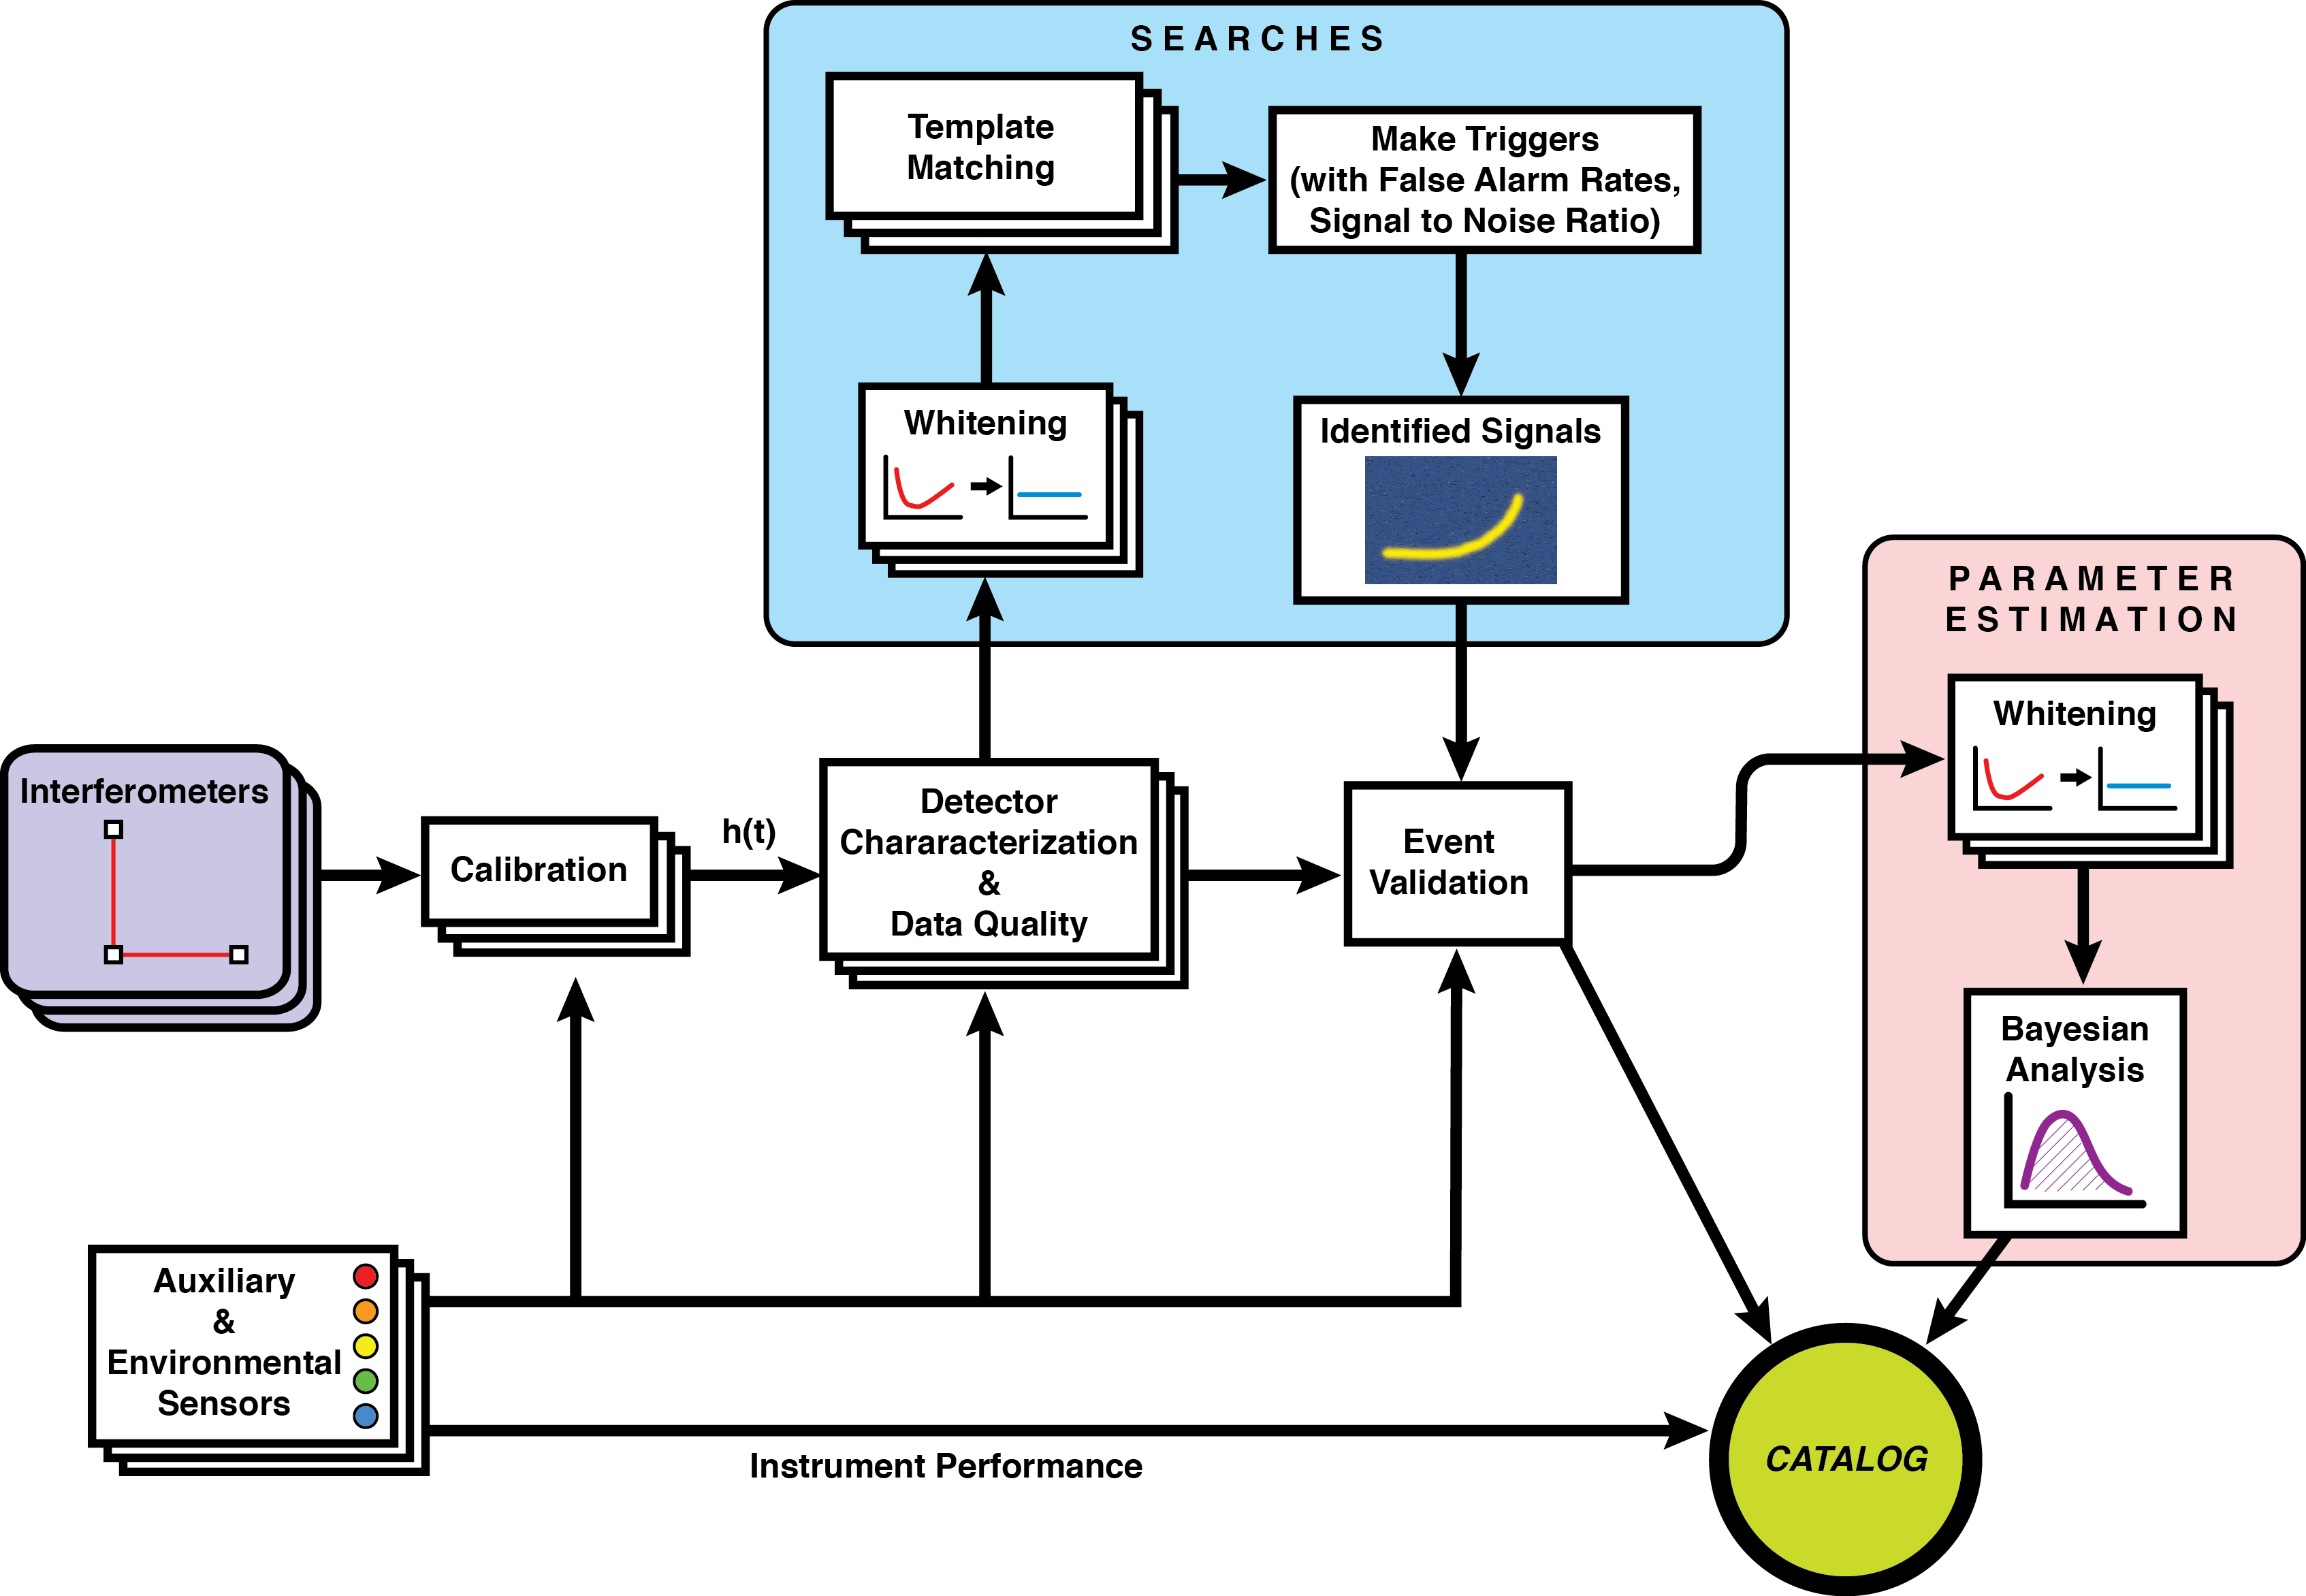 SEARCHES
Template
Matching
Make Triggers
(with False Alarm Rates,
Signal to Noise Ratio)
Whitening
Identified Signals
PARAMETER
ESTIMATION
Whitening
Interferometers
Calibration
h(t)
Detector
Chararacterization
&
Data Quality
Event
Validation
Bayesian
Analysis
Auxiliary
&
Environmental
Sensors
Instrument Performance
CATALOG